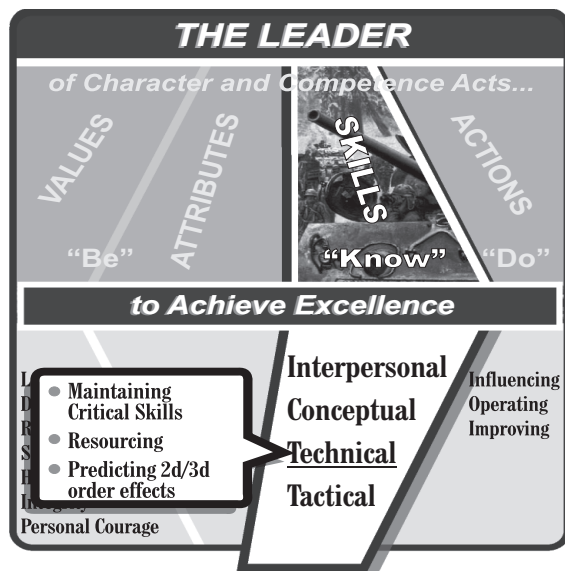 THE LEADER
of Character and Competence Acts...
VALUES
ATTRIBUTES
SKILLS
ACTIONS
“Be”
“Know”
“Do”
to Achieve Excellence
Maintaining
Critical Skills
Resourcing
Predicting 2d/3d
order effects
Personal Courage
Interpersonal
Conceptual
Technical
Tactical
Influencing
Operating
Improving